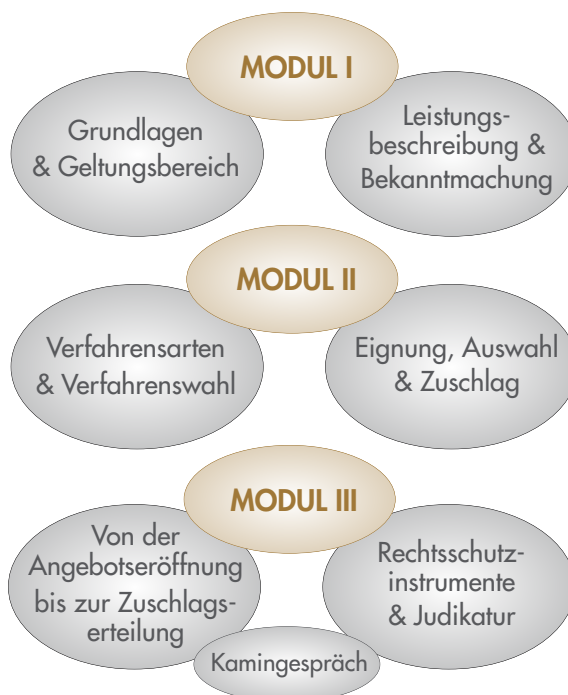 MODUL I
Grundlagen
& Geltungsbereich
Leistungs-
beschreibung &
Bekanntmachung
MODUL II
Verfahrensarten
& Verfahrenswahl
Eignung, Auswahl
& Zuschlag
MODUL III
Von der
Angebotseröffnung
bis zur Zuschlags-
erteilung
Rechtsschutz-
instrumente
& Judikatur
Kamingespräch